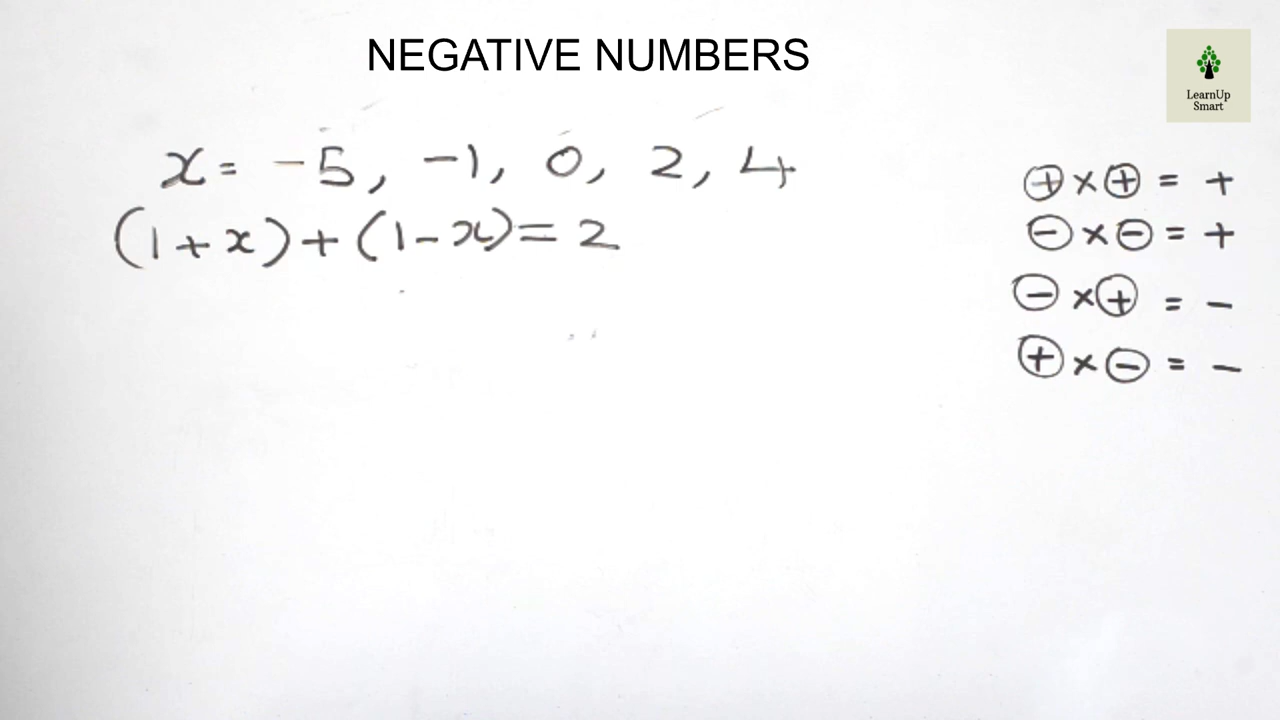 NEGATIVE NUMBERS
LearnUp
Smart
x = -5, -1, 0, 2, 4
(1+x)+(1-x)=2
⊕×⊕ = +
⊖×⊖ = +
⊖×⊕ = -
⊕×⊖ = -